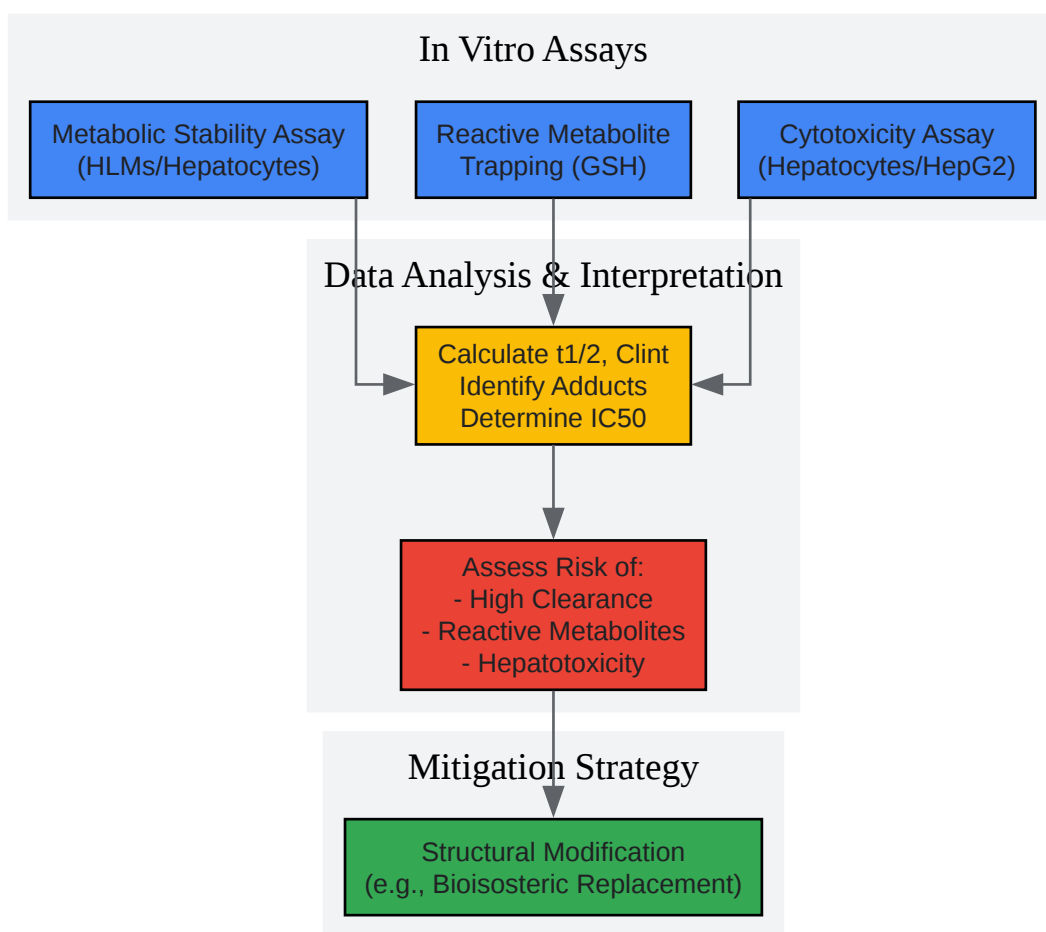 In Vitro Assays
Metabolic Stability Assay
(HLMs/Hepatocytes)
Reactive Metabolite
Trapping (GSH)
Cytotoxicity Assay
(Hepatocytes/HepG2)
Data Analysis & Interpretation
Calculate t1/2, Clint
Identify Adducts
Determine IC50
Assess Risk of:
- High Clearance
- Reactive Metabolites
- Hepatotoxicity
Mitigation Strategy
Structural Modification
(e.g., Bioisosteric Replacement)